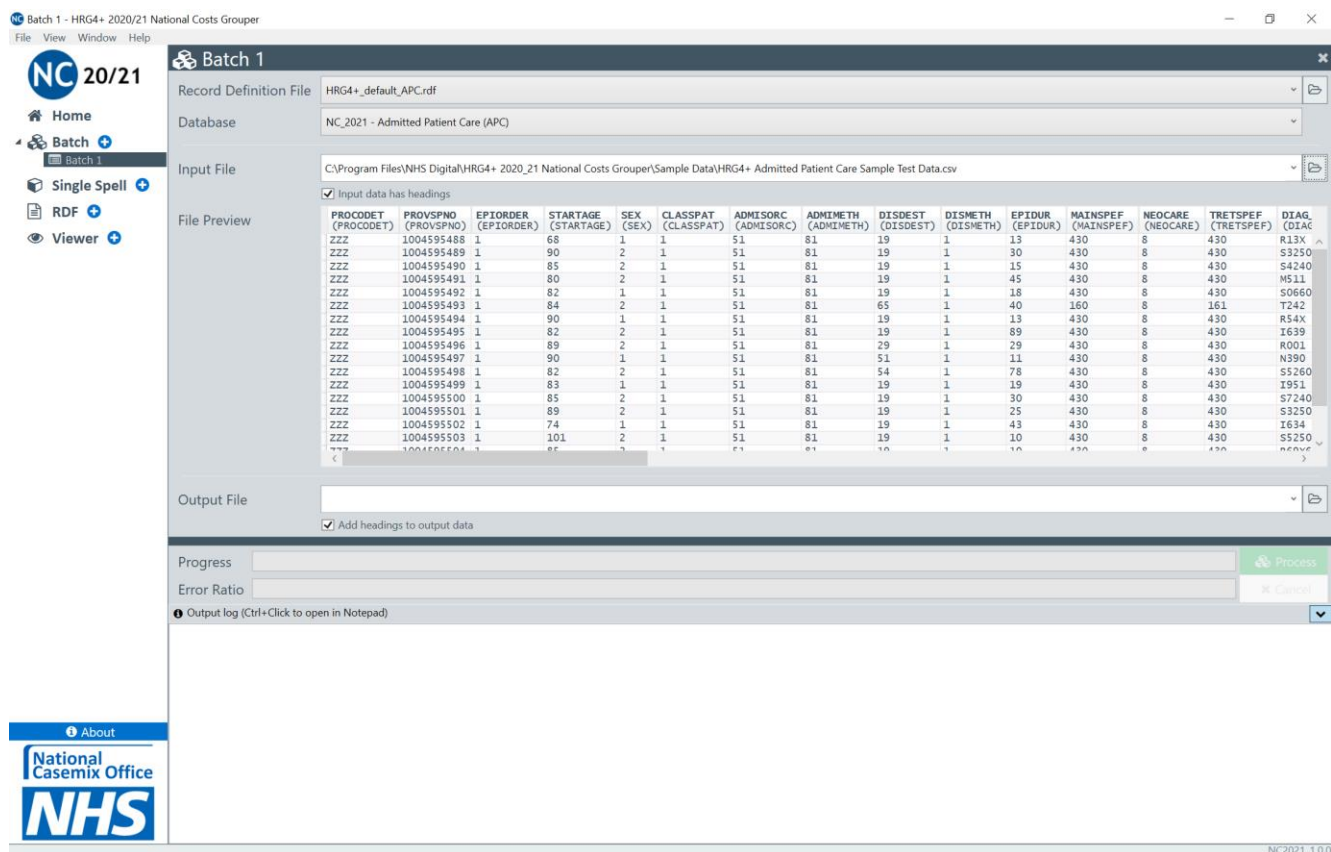 Batch 1 - HRG4+ 2020/21 National Costs Grouper
File View Window Help
NC 20/21
Home
Batch
Batch 1
Single Spell
RDF
Viewer
Batch 1
Record Definition File HRG4+_default_APC.rdf
Database NC_2021 - Admitted Patient Care (APC)
Input File C:\Program Files\NHS Digital\HRG4+ 2020_21 National Costs Grouper\Sample Data\HRG4+ Admitted Patient Care Sample Test Data.csv
Input data has headings
File Preview
PROCODET PROVSPNO EPIORDER STARTAGE SEX CLASSPAT ADMISORC ADMIMETH DISDEST DISMETH EPIDUR MAINSPEF NEOCARE TRETSPEF DIAG_
(PROCODET) (PROVSPNO) (EPIORDER) (STARTAGE) (SEX) (CLASSPAT) (ADMISORC) (ADMIMETH) (DISDEST) (DISMETH) (EPIDUR) (MAINSPEF) (NEOCARE) (TRETSPEF) (DIAG
ZZZ 1004595488 1 68 1 1 51 81 19 1 13 430 8 430 R13X
ZZZ 1004595489 1 90 2 1 51 81 19 1 30 430 8 430 S3250
ZZZ 1004595490 1 85 2 1 51 81 19 1 15 430 8 430 S4240
ZZZ 1004595491 1 80 2 1 51 81 19 1 45 430 8 430 M511
ZZZ 1004595492 1 82 1 1 51 81 19 1 18 430 8 430 S0660
ZZZ 1004595493 1 84 2 1 51 81 65 1 40 160 8 161 T242
ZZZ 1004595494 1 90 1 1 51 81 19 1 13 430 8 430 R54X
ZZZ 1004595495 1 82 2 1 51 81 19 1 89 430 8 430 I639
ZZZ 1004595496 1 89 2 1 51 81 29 1 29 430 8 430 R001
ZZZ 1004595497 1 90 1 1 51 81 51 1 11 430 8 430 N390
ZZZ 1004595498 1 82 2 1 51 81 54 1 78 430 8 430 S5260
ZZZ 1004595499 1 83 1 1 51 81 19 1 19 430 8 430 I951
ZZZ 1004595500 1 85 2 1 51 81 19 1 30 430 8 430 S7240
ZZZ 1004595501 1 89 2 1 51 81 19 1 25 430 8 430 S3250
ZZZ 1004595502 1 74 1 1 51 81 19 1 43 430 8 430 I634
ZZZ 1004595503 1 101 2 1 51 81 19 1 10 430 8 430 S5250
Output File
Add headings to output data
Progress
Process
Error Ratio
Cancel
Output log (Ctrl+Click to open in Notepad)
About
National
Casemix Office
NHS
NC2021_1.0.0